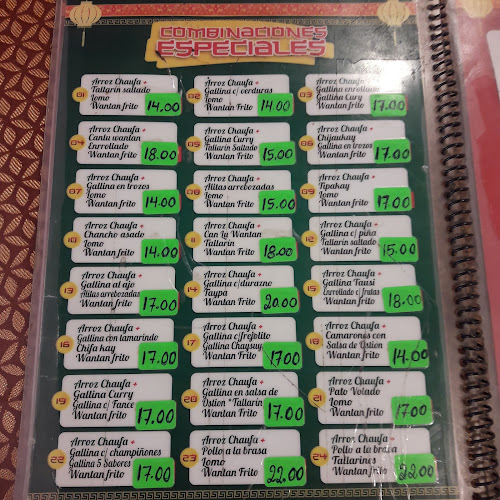 COMBINACIONES
ESPECIALES
01
Arroz Chaufa +
Tallarin saltado
Lomo
Wantan frito 14.00
02
Arroz Chaufa +
Gallina c/ verduras
Lomo
Wantan Frito 14.00
03
Arroz Chaufa +
Gallina enrollado
Gallina Cury
Wantan frito 17.00
04
Arroz Chaufa +
Cantu wantan
Enrrollado
Wantan frito 18.00
05
Arroz Chaufa +
Gallina Curry
Tallarin Saltado
Wantan Frito 15.00
06
Arroz Chaufa +
Chijaukay
Gallina en trozos
Wantan frito 17.00
07
Arroz Chaufa +
Gallina en trozos
Lomo
Wantan frito 14.00
08
Arroz Chaufa +
Alitas arrebozadas
Lomo
Wantan Frito 15.00
09
Arroz Chaufa +
Tipakay
Lomo
Wantan frito 17.00
10
Arroz Chaufa +
Chancho asado
Lomo
Wantan frito 14.00
11
Arroz Chaufa +
Con Ly Wantan
Tallarin
Wantan Frito 18.00
12
Arroz Chaufa +
Gallina c/ piña
Tallarin saltado
Wantan frito 15.00
13
Arroz Chaufa +
Gallina al ajo
Alitas arrebozadas
Wantan frito 17.00
14
Arroz Chaufa +
Gallina c/durazno
Taypa
Wantan Frito 20.00
15
Arroz Chaufa +
Gallina Tausi
Enrollado c/ frutas
Wantan frito 18.00
16
Arroz Chaufa +
Gallina con tamarindo
Chifa kay
Wantan frito 17.00
17
Arroz Chaufa +
Gallina c/frejolito
Gallina Chaysuy
Wantan Frito 1700
18
Arroz Chaufa +
Camarones con
Salsa de Ostion
Wantan frito 14.00
19
Arroz Chaufa +
Gallina Curry
Gallina c/ Fance
Wantan frito 17.00
20
Arroz Chaufa +
Gallina en salsa de
Ostion *Tallarin
Wantan Frito 17.00
21
Arroz Chaufa +
Pato Volado
Lomo
Wantan frito 1700
22
Arroz Chaufa +
Gallina c/ champiñones
Gallina 5 Sabores
Wantan frito 17.00
23
Arroz Chaufa +
Pollo a la brasa
Lomo
Wantan Frito 22.00
24
Arroz Chaufa +
Pollo a la brasa
Tallarines
Wantan frito 22.00